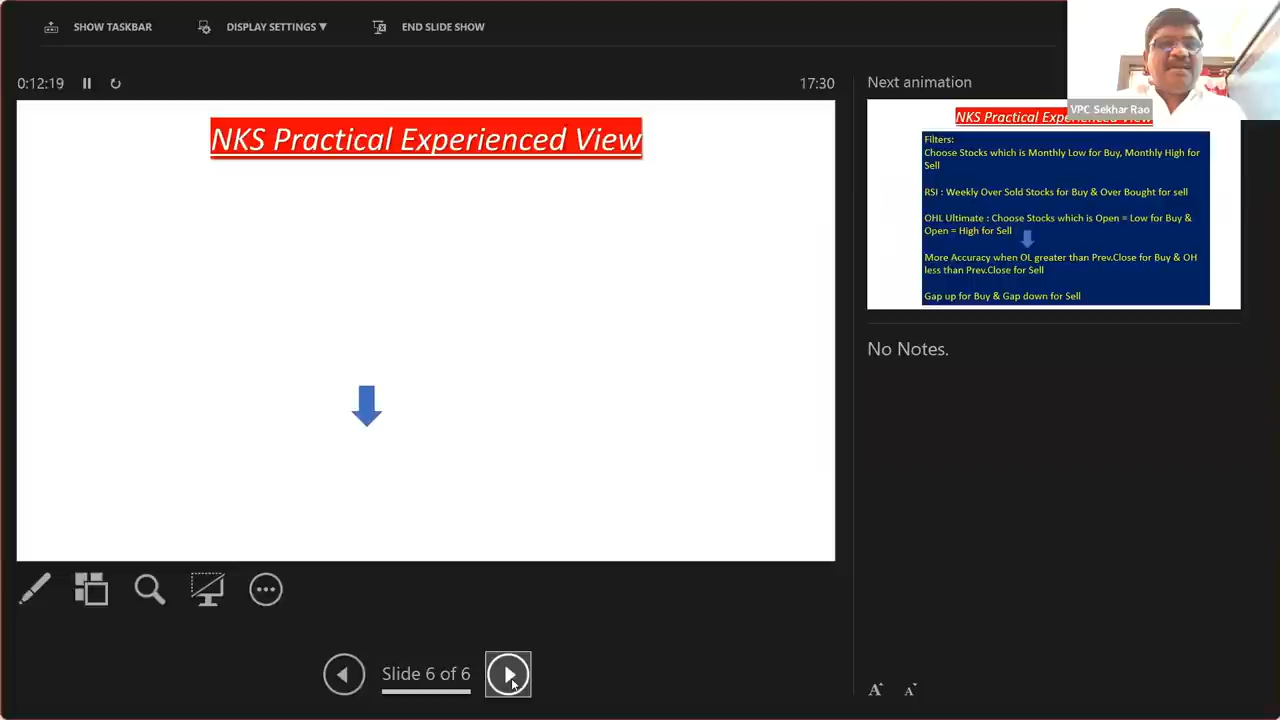 SHOW TASKBAR DISPLAY SETTINGS ▼ END SLIDE SHOW
0:12:19 17:30
NKS Practical Experienced View
Slide 6 of 6
Next animation
VPC Sekhar Rao
NKS Practical Experienced View
Filters:
Choose Stocks which is Monthly Low for Buy, Monthly High for
Sell
RSI : Weekly Over Sold Stocks for Buy & Over Bought for sell
OHL Ultimate : Choose Stocks which is Open = Low for Buy &
Open = High for Sell
More Accuracy when OL greater than Prev.Close for Buy & OH
less than Prev.Close for Sell
Gap up for Buy & Gap down for Sell
No Notes.
A A